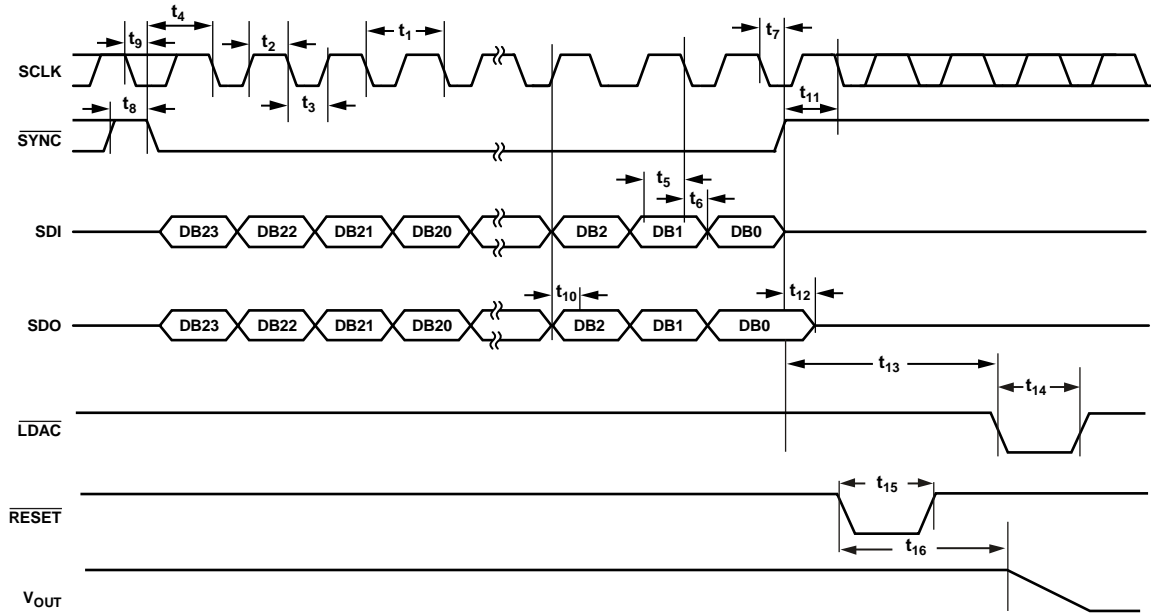 t4
t9 t2 t1 t7
SCLK
t8 t3 t11
SYNC
t5
t6
SDI DB23 DB22 DB21 DB20 DB2 DB1 DB0
t10 t12
SDO DB23 DB22 DB21 DB20 DB2 DB1 DB0
t13
t14
LDAC
t15
RESET
t16
VOUT